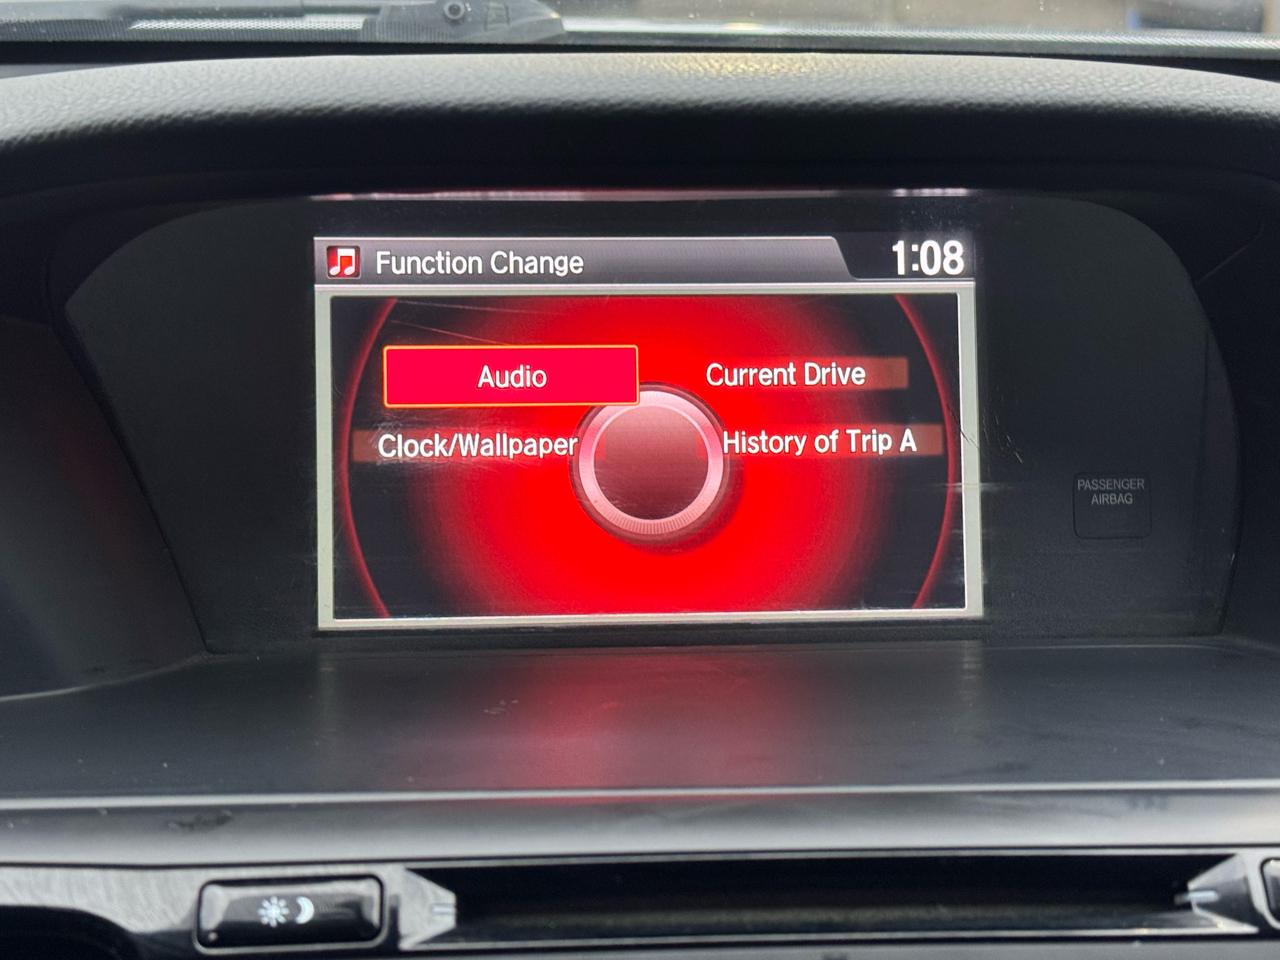 Function Change
1:08
Audio
Current Drive
Clock/Wallpaper
History of Trip A
PASSENGER
AIRBAG